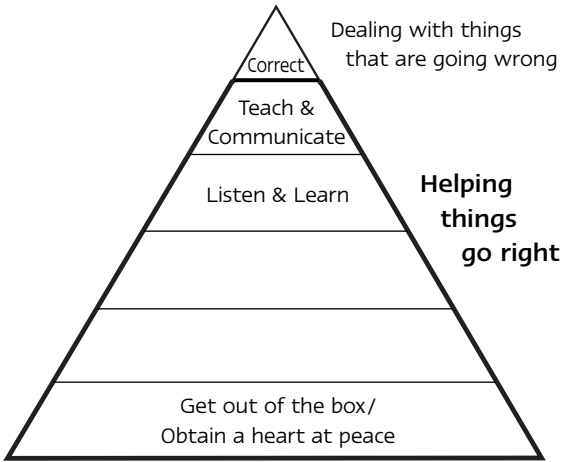 Correct
Dealing with things
that are going wrong
Teach &
Communicate
Listen & Learn
Helping
things
go right
Get out of the box/
Obtain a heart at peace